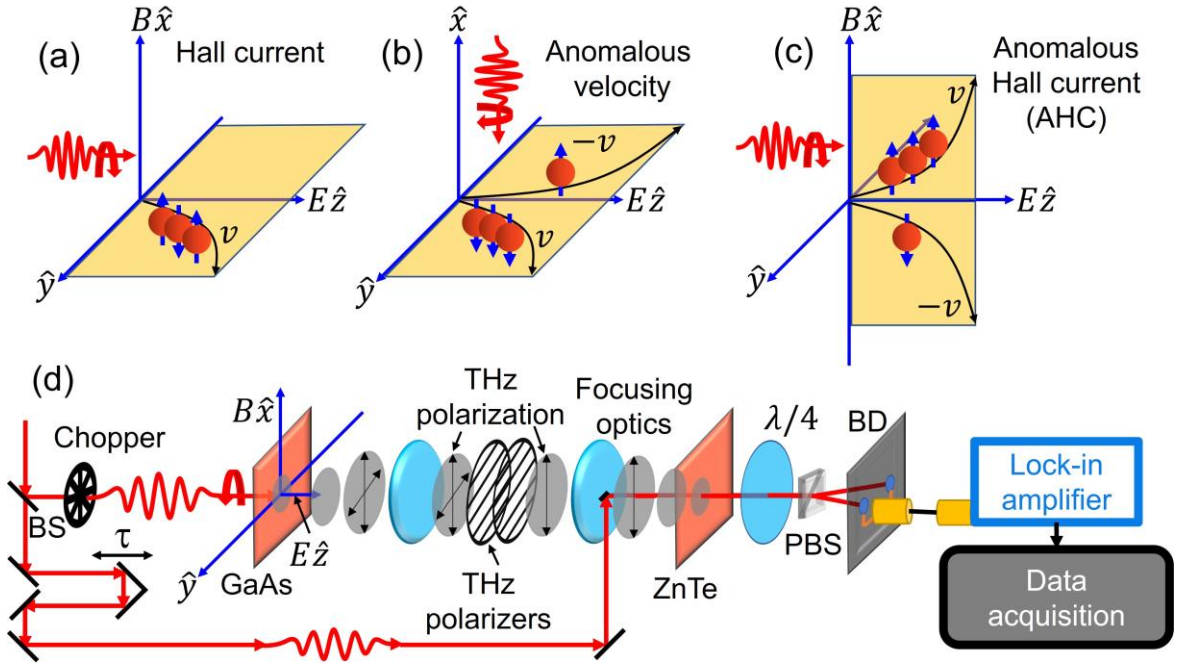 (a)
Bx̂
Hall current
v
Eẑ
ŷ
(b)
x̂
Anomalous
velocity
−v
v
Eẑ
ŷ
(c)
Bx̂
Anomalous
Hall current
(AHC)
v
Eẑ
ŷ
−v
(d)
Chopper
BS
τ
Bx̂
Eẑ
ŷ
GaAs
THz
polarization
THz
polarizers
Focusing
optics
ZnTe
λ/4
PBS
BD
Lock-in
amplifier
Data
acquisition